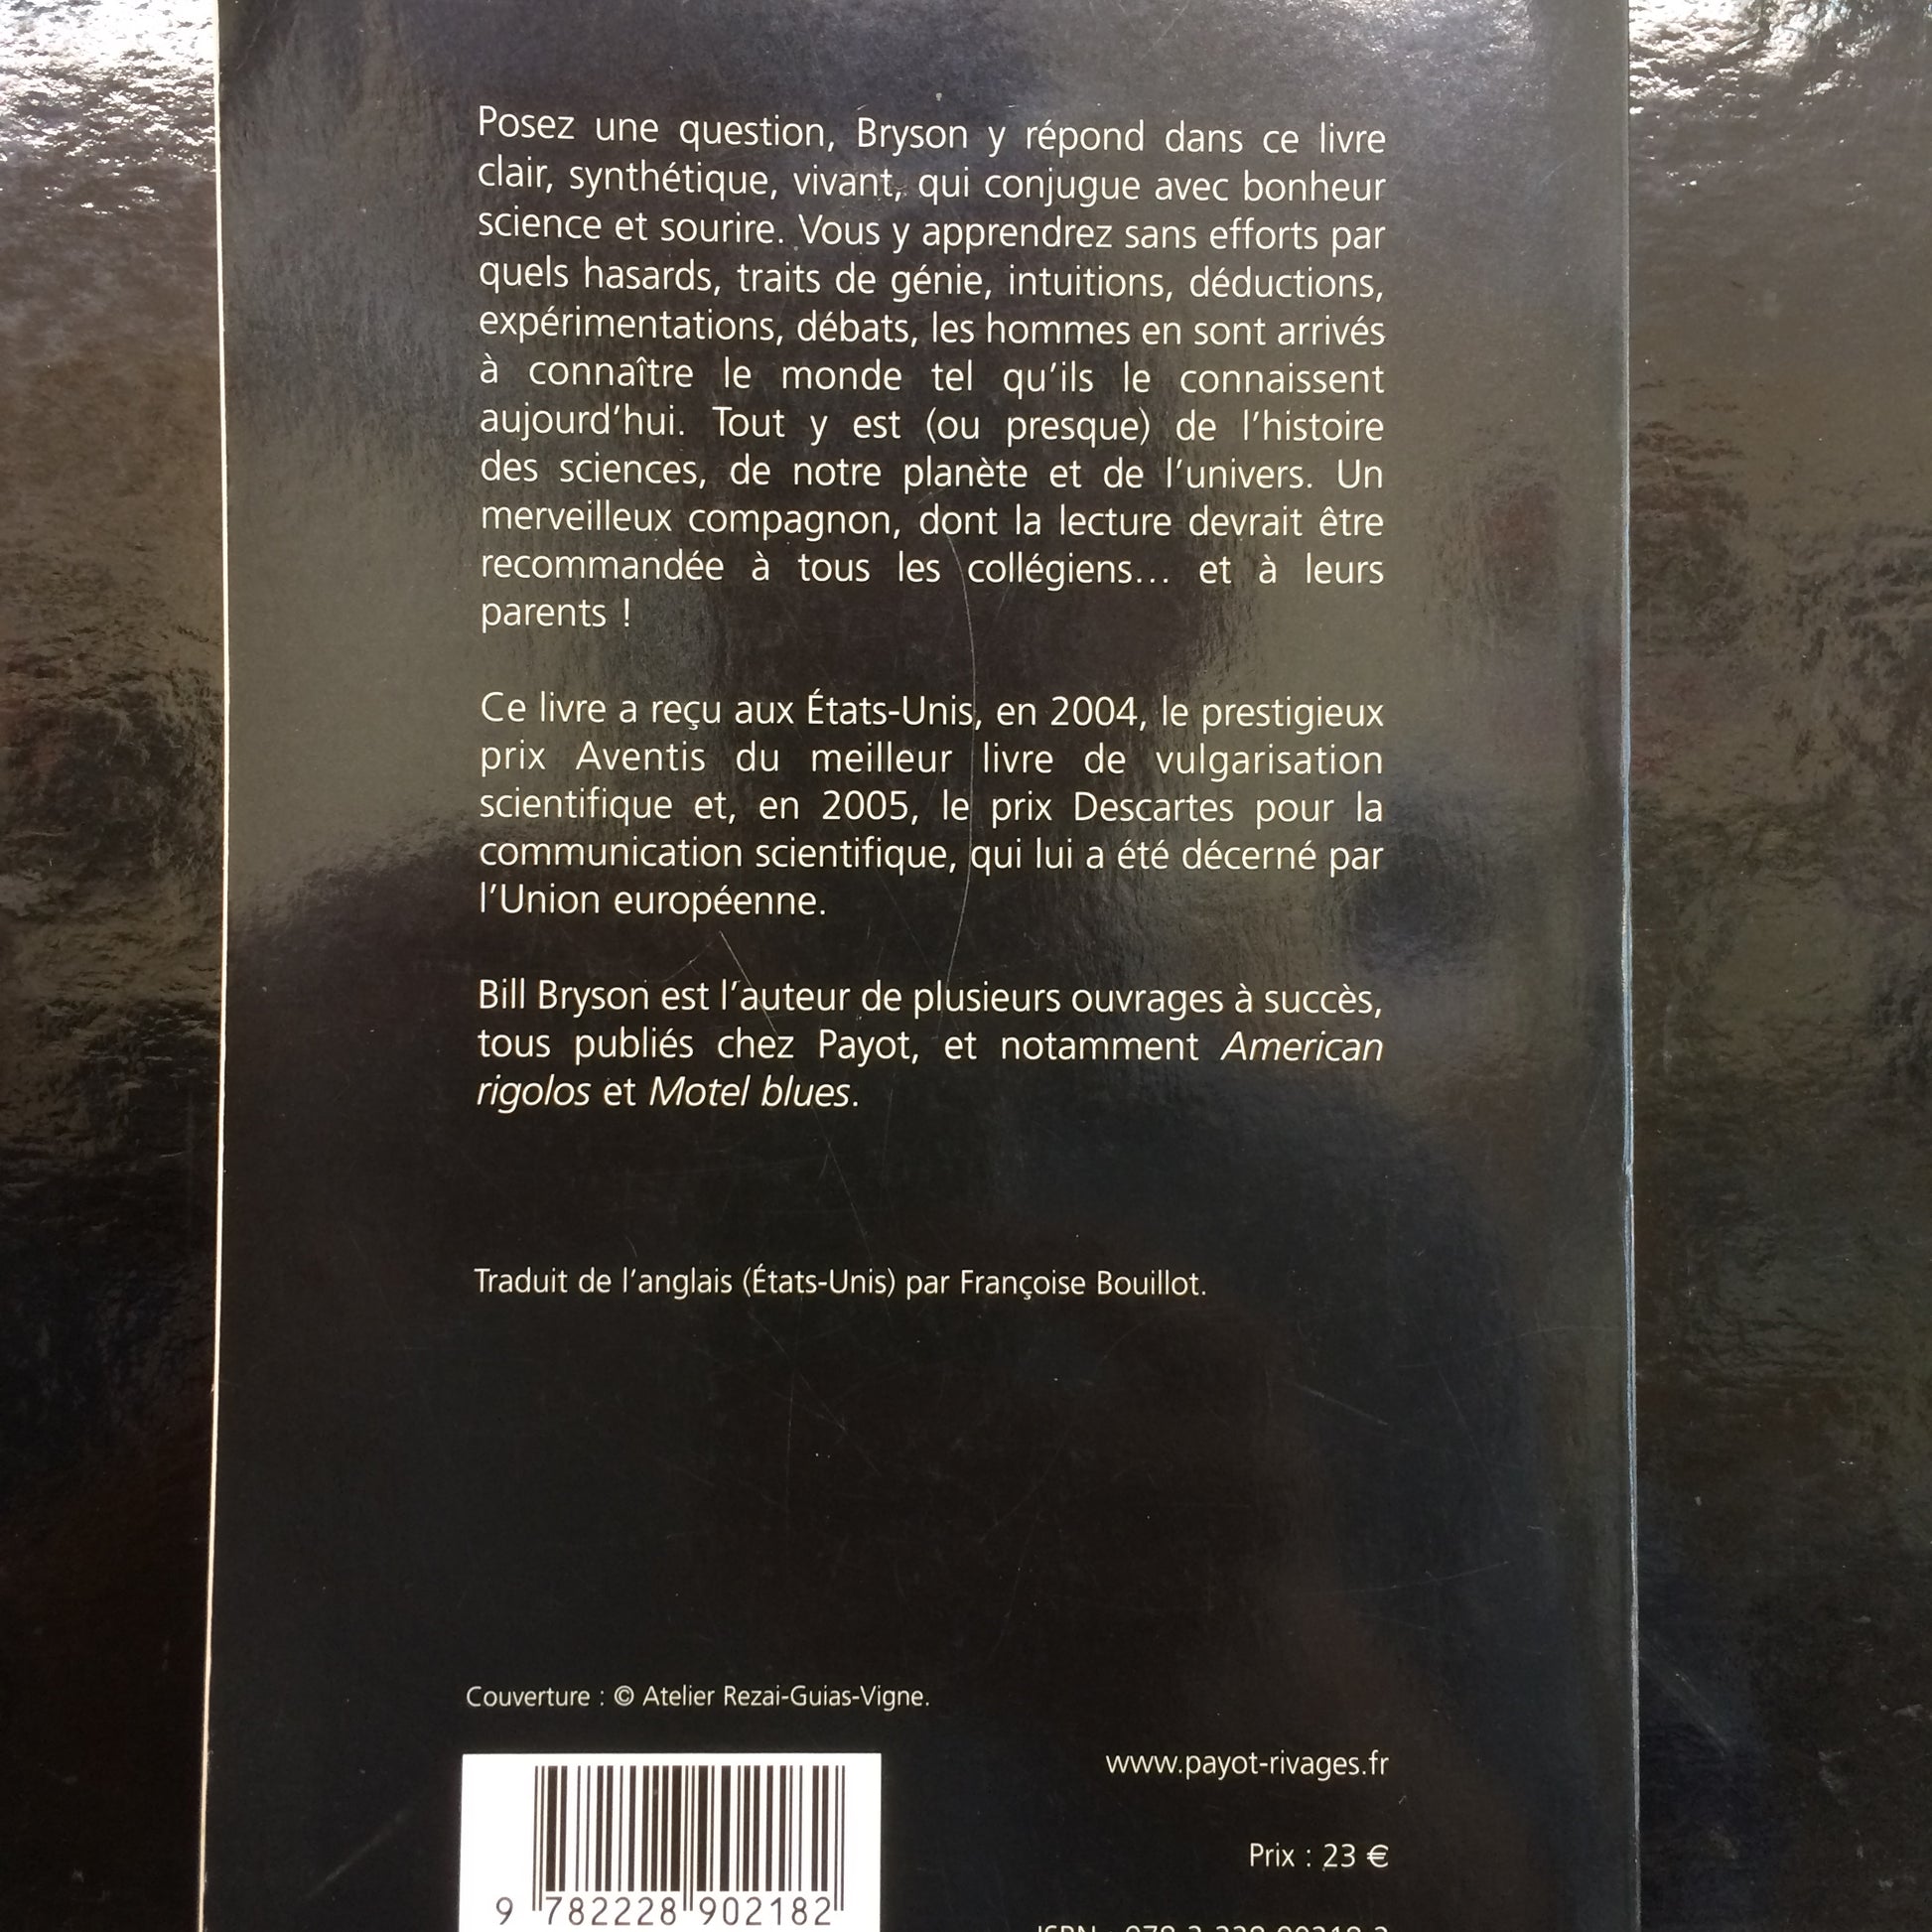 Posez une question, Bryson y répond dans ce livre
clair, synthétique, vivant, qui conjugue avec bonheur
science et sourire. Vous y apprendrez sans efforts par
quels hasards, traits de génie, intuitions, déductions,
expérimentations, débats, les hommes en sont arrivés
à connaître le monde tel qu'ils le connaissent
aujourd'hui. Tout y est (ou presque) de l'histoire
des sciences, de notre planète et de l'univers. Un
merveilleux compagnon, dont la lecture devrait être
recommandée à tous les collégiens... et à leurs
parents !
Ce livre a reçu aux États-Unis, en 2004, le prestigieux
prix Aventis du meilleur livre de vulgarisation
scientifique et, en 2005, le prix Descartes pour la
communication scientifique, qui lui a été décerné par
l'Union européenne.
Bill Bryson est l'auteur de plusieurs ouvrages à succès,
tous publiés chez Payot, et notamment American
rigolos et Motel blues.
Traduit de l'anglais (États-Unis) par Françoise Bouillot.
Couverture : © Atelier Rezai-Guias-Vigne.
www.payot-rivages.fr
Prix : 23 €
9 782228 902182